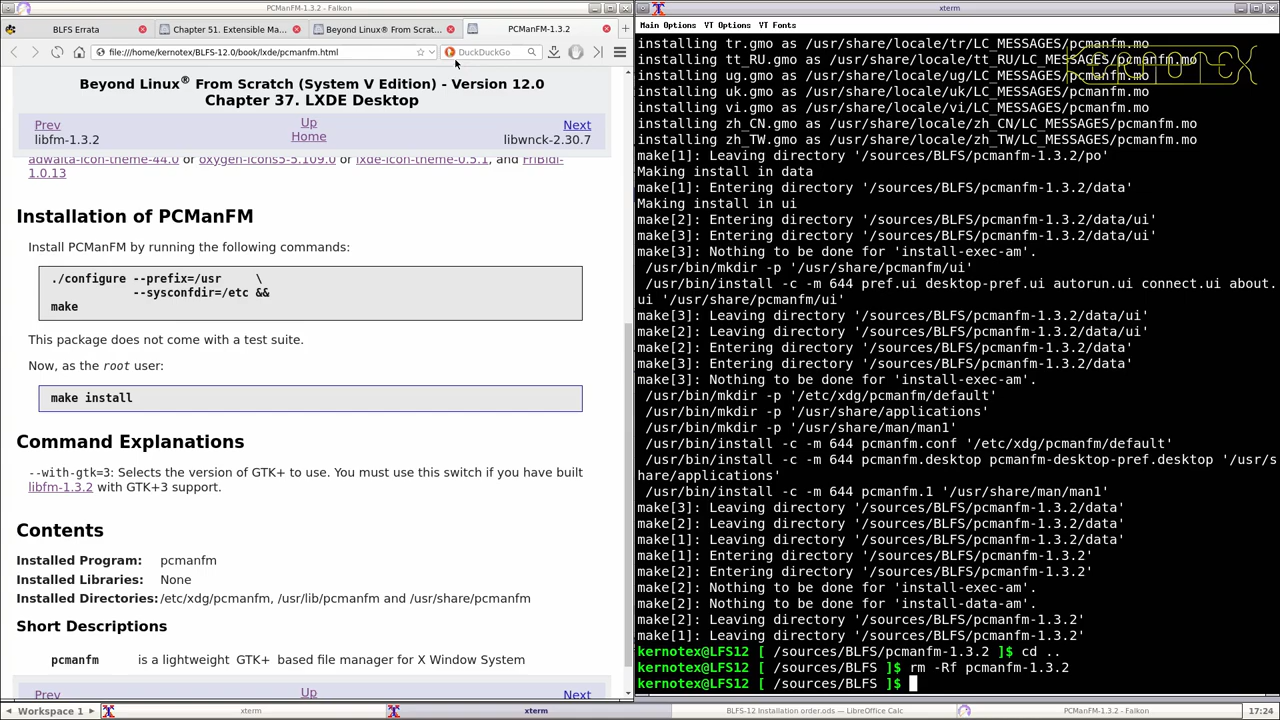 PCManFM-1.3.2 - Falkon
BLFS Errata
Chapter 51. Extensible Ma
Beyond Linux® From Scrat
PCManFM-1.3.2
file:///home/kernotex/BLFS-12.0/book/lxde/pcmanfm.html
DuckDuckGo
Beyond Linux® From Scratch (System V Edition) - Version 12.0
Chapter 37. LXDE Desktop
Prev
Up
Next
libfm-1.3.2
Home
libwnck-2.30.7
adwaita-icon-theme-44.0 or oxygen-icons5-5.109.0 or lxde-icon-theme-0.5.1, and FriBidi-
1.0.13
Installation of PCManFM
Install PCManFM by running the following commands:
./configure --prefix=/usr \
--sysconfdir=/etc &&
make
This package does not come with a test suite.
Now, as the root user:
make install
Command Explanations
--with-gtk=3: Selects the version of GTK+ to use. You must use this switch if you have built
libfm-1.3.2 with GTK+3 support.
Contents
Installed Program: pcmanfm
Installed Libraries: None
Installed Directories: /etc/xdg/pcmanfm, /usr/lib/pcmanfm and /usr/share/pcmanfm
Short Descriptions
pcmanfm is a lightweight GTK+ based file manager for X Window System
Prev
Up
Next
xterm
Main Options VT Options VT Fonts
KERNOTEX
installing tr.gmo as /usr/share/locale/tr/LC_MESSAGES/pcmanfm.mo
installing tt_RU.gmo as /usr/share/locale/tt_RU/LC_MESSAGES/pcmanfm.mo
installing ug.gmo as /usr/share/locale/ug/LC_MESSAGES/pcmanfm.mo
installing uk.gmo as /usr/share/locale/uk/LC_MESSAGES/pcmanfm.mo
installing vi.gmo as /usr/share/locale/vi/LC_MESSAGES/pcmanfm.mo
installing zh_CN.gmo as /usr/share/locale/zh_CN/LC_MESSAGES/pcmanfm.mo
installing zh_TW.gmo as /usr/share/locale/zh_TW/LC_MESSAGES/pcmanfm.mo
make[1]: Leaving directory '/sources/BLFS/pcmanfm-1.3.2/po'
Making install in data
make[1]: Entering directory '/sources/BLFS/pcmanfm-1.3.2/data'
Making install in ui
make[2]: Entering directory '/sources/BLFS/pcmanfm-1.3.2/data/ui'
make[3]: Entering directory '/sources/BLFS/pcmanfm-1.3.2/data/ui'
make[3]: Nothing to be done for 'install-exec-am'.
/usr/bin/mkdir -p '/usr/share/pcmanfm/ui'
/usr/bin/install -c -m 644 pref.ui desktop-pref.ui autorun.ui connect.ui about.
ui '/usr/share/pcmanfm/ui'
make[3]: Leaving directory '/sources/BLFS/pcmanfm-1.3.2/data/ui'
make[2]: Leaving directory '/sources/BLFS/pcmanfm-1.3.2/data/ui'
make[2]: Entering directory '/sources/BLFS/pcmanfm-1.3.2/data'
make[3]: Entering directory '/sources/BLFS/pcmanfm-1.3.2/data'
make[3]: Nothing to be done for 'install-exec-am'.
/usr/bin/mkdir -p '/etc/xdg/pcmanfm/default'
/usr/bin/mkdir -p '/usr/share/applications'
/usr/bin/mkdir -p '/usr/share/man/man1'
/usr/bin/install -c -m 644 pcmanfm.conf '/etc/xdg/pcmanfm/default'
/usr/bin/install -c -m 644 pcmanfm.desktop pcmanfm-desktop-pref.desktop '/usr/s
hare/applications'
/usr/bin/install -c -m 644 pcmanfm.1 '/usr/share/man/man1'
make[3]: Leaving directory '/sources/BLFS/pcmanfm-1.3.2/data'
make[2]: Leaving directory '/sources/BLFS/pcmanfm-1.3.2/data'
make[1]: Leaving directory '/sources/BLFS/pcmanfm-1.3.2/data'
make[1]: Entering directory '/sources/BLFS/pcmanfm-1.3.2'
make[2]: Entering directory '/sources/BLFS/pcmanfm-1.3.2'
make[2]: Nothing to be done for 'install-exec-am'.
make[2]: Nothing to be done for 'install-data-am'.
make[2]: Leaving directory '/sources/BLFS/pcmanfm-1.3.2'
make[1]: Leaving directory '/sources/BLFS/pcmanfm-1.3.2'
kernotex@LFS12 [ /sources/BLFS/pcmanfm-1.3.2 ]$ cd ..
kernotex@LFS12 [ /sources/BLFS ]$ rm -Rf pcmanfm-1.3.2
kernotex@LFS12 [ /sources/BLFS ]$
Workspace 1
xterm
xterm
BLFS-12 Installation order.ods — LibreOffice Calc
PCManFM-1.3.2 - Falkon
17:24